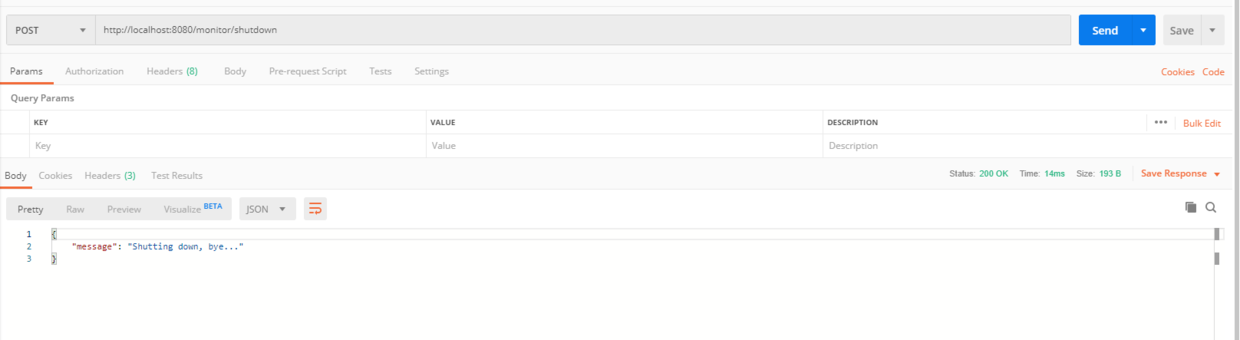 POST http://localhost:8080/monitor/shutdown Send Save
Params Authorization Headers (8) Body Pre-request Script Tests Settings Cookies Code
Query Params
KEY VALUE DESCRIPTION ••• Bulk Edit
Key Value Description
Body Cookies Headers (3) Test Results Status: 200 OK Time: 14ms Size: 193 B Save Response
Pretty Raw Preview Visualize BETA JSON
1 {
2 "message": "Shutting down, bye..."
3 }